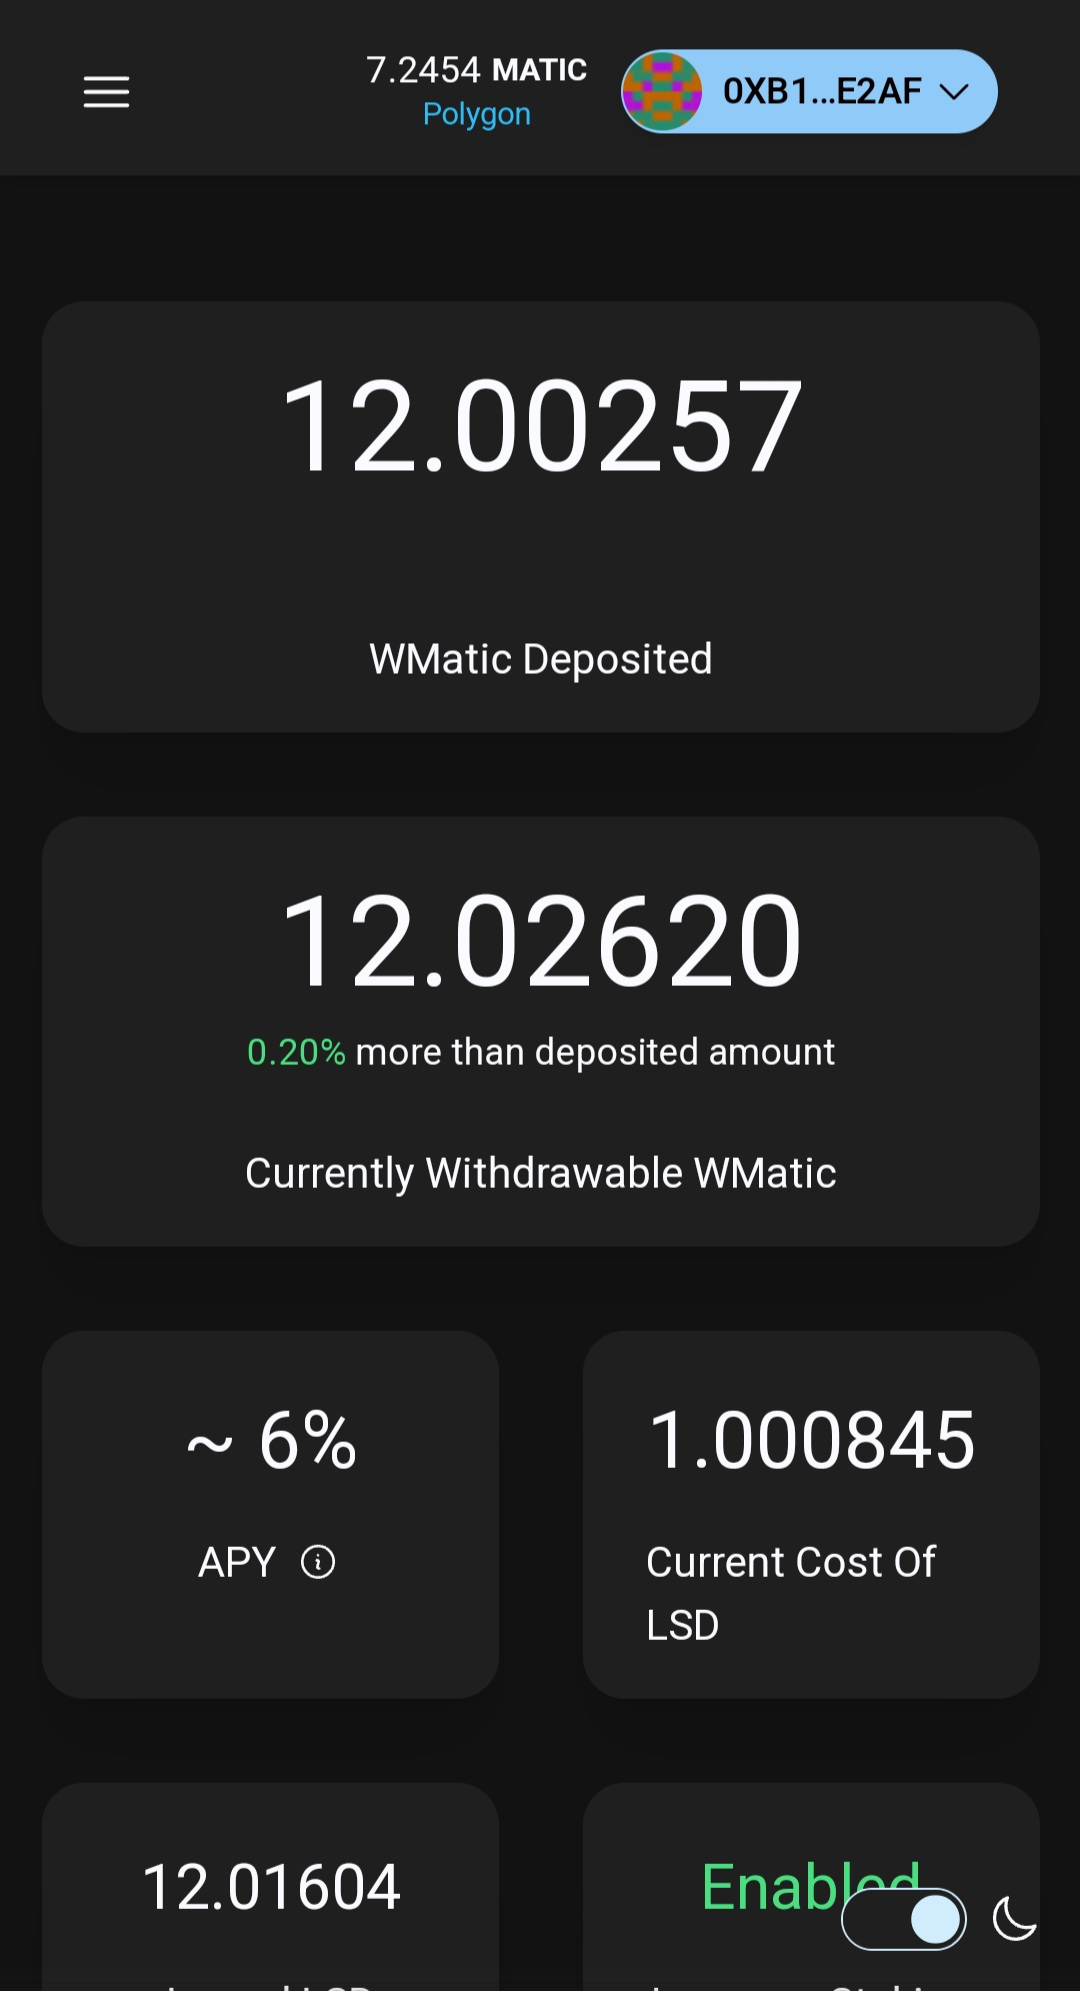 7.2454 MATIC
Polygon
0XB1...E2AF
12.00257
WMatic Deposited
12.02620
0.20% more than deposited amount
Currently Withdrawable WMatic
~ 6%
APY
1.000845
Current Cost Of
LSD
12.01604
Enabled